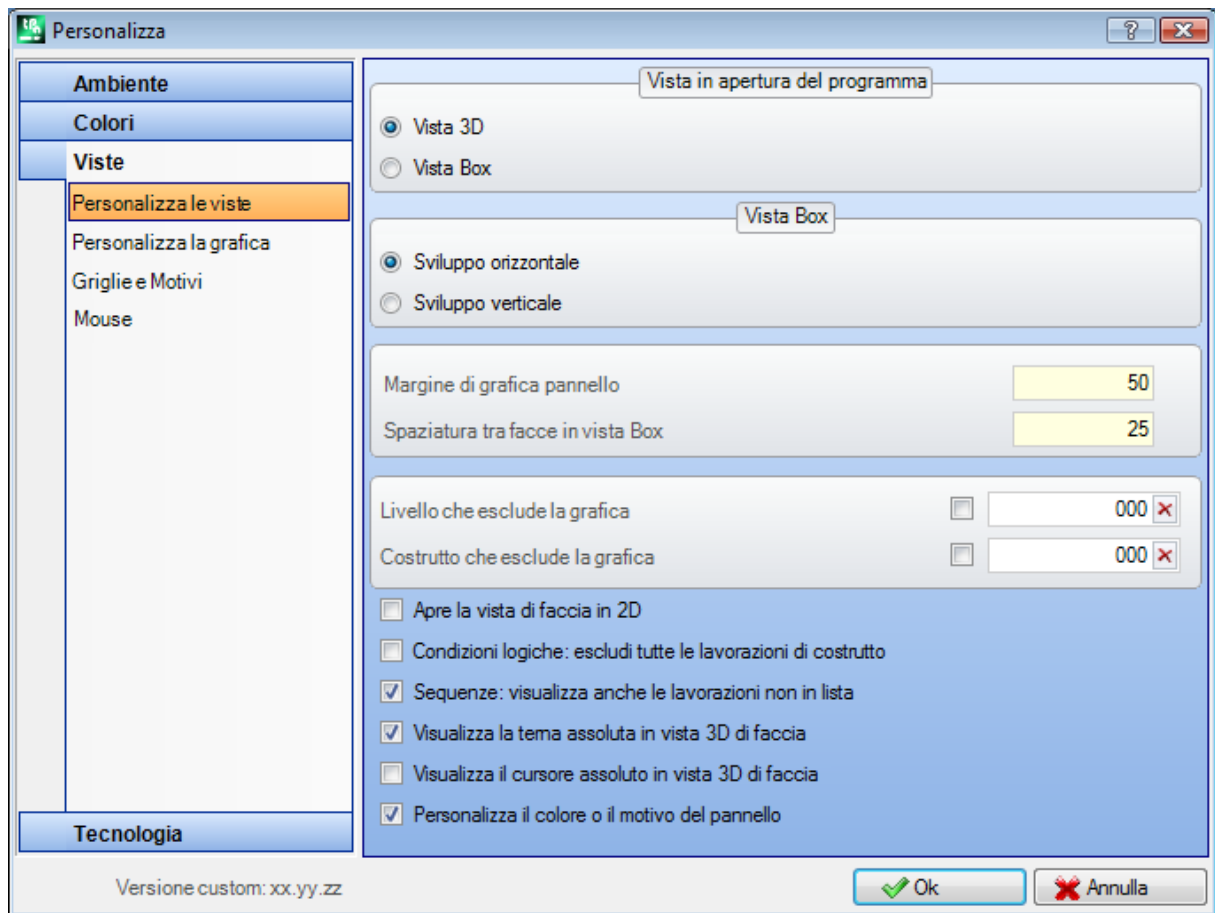 Personalizza
Ambiente
Colori
Viste
Personalizza le viste
Personalizza la grafica
Griglie e Motivi
Mouse
Tecnologia
Vista in apertura del programma
Vista 3D
Vista Box
Vista Box
Sviluppo orizzontale
Sviluppo verticale
Margine di grafica pannello 50
Spaziatura tra facce in vista Box 25
Livello che esclude la grafica 000
Costrutto che esclude la grafica 000
Apre la vista di faccia in 2D
Condizioni logiche: escludi tutte le lavorazioni di costrutto
Sequenze: visualizza anche le lavorazioni non in lista
Visualizza la terna assoluta in vista 3D di faccia
Visualizza il cursore assoluto in vista 3D di faccia
Personalizza il colore o il motivo del pannello
Versione custom: xx.yy.zz
Ok Annulla